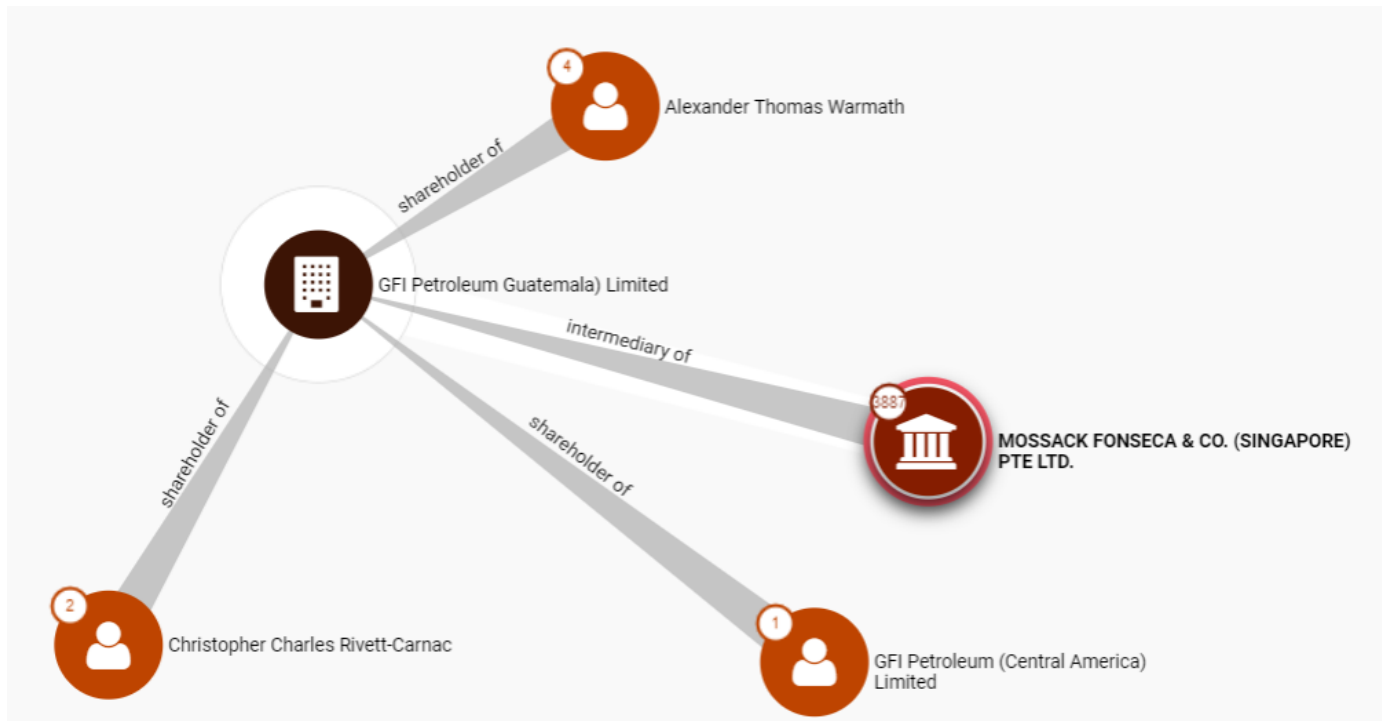 4
Alexander Thomas Warmath
shareholder of
GFI Petroleum Guatemala) Limited
intermediary of
3887
MOSSACK FONSECA & CO. (SINGAPORE)
PTE LTD.
shareholder of
shareholder of
2
Christopher Charles Rivett-Carnac
1
GFI Petroleum (Central America)
Limited